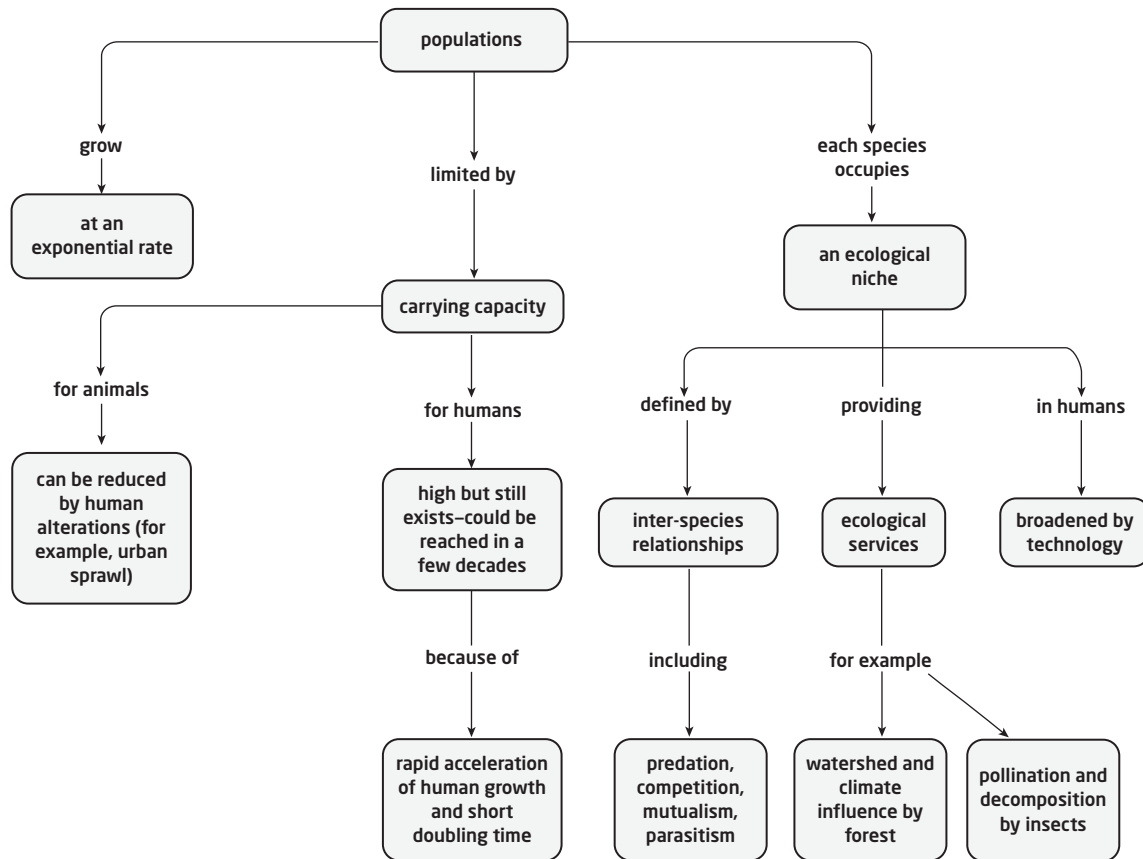 populations
grow
limited by
each species
occupies
at an
exponential rate
an ecological
niche
carrying capacity
for animals
for humans
defined by
providing
in humans
can be reduced
by human
alterations (for
example, urban
sprawl)
high but still
exists–could be
reached in a
few decades
inter-species
relationships
ecological
services
broadened by
technology
because of
including
for example
rapid acceleration
of human growth
and short
doubling time
predation,
competition,
mutualism,
parasitism
watershed and
climate
influence by
forest
pollination and
decomposition
by insects